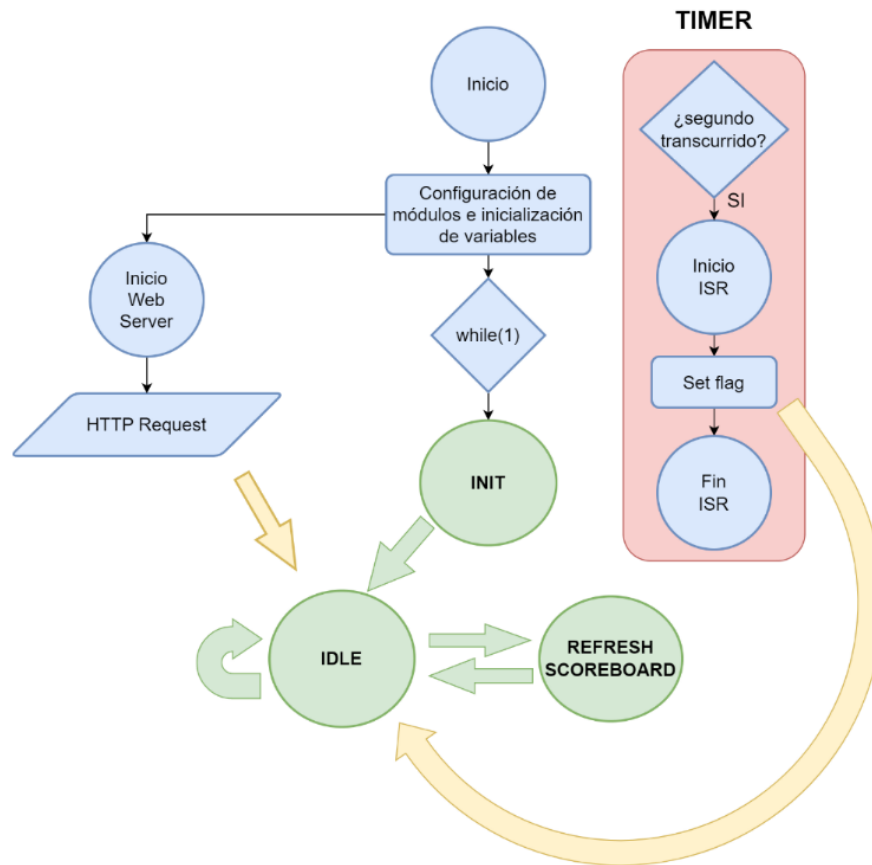 TIMER
Inicio
¿segundo
transcurrido?
SI
Configuración de
módulos e inicialización
de variables
Inicio
Web
Server
Inicio
ISR
while(1)
Set flag
HTTP Request
INIT
Fin
ISR
IDLE
REFRESH
SCOREBOARD